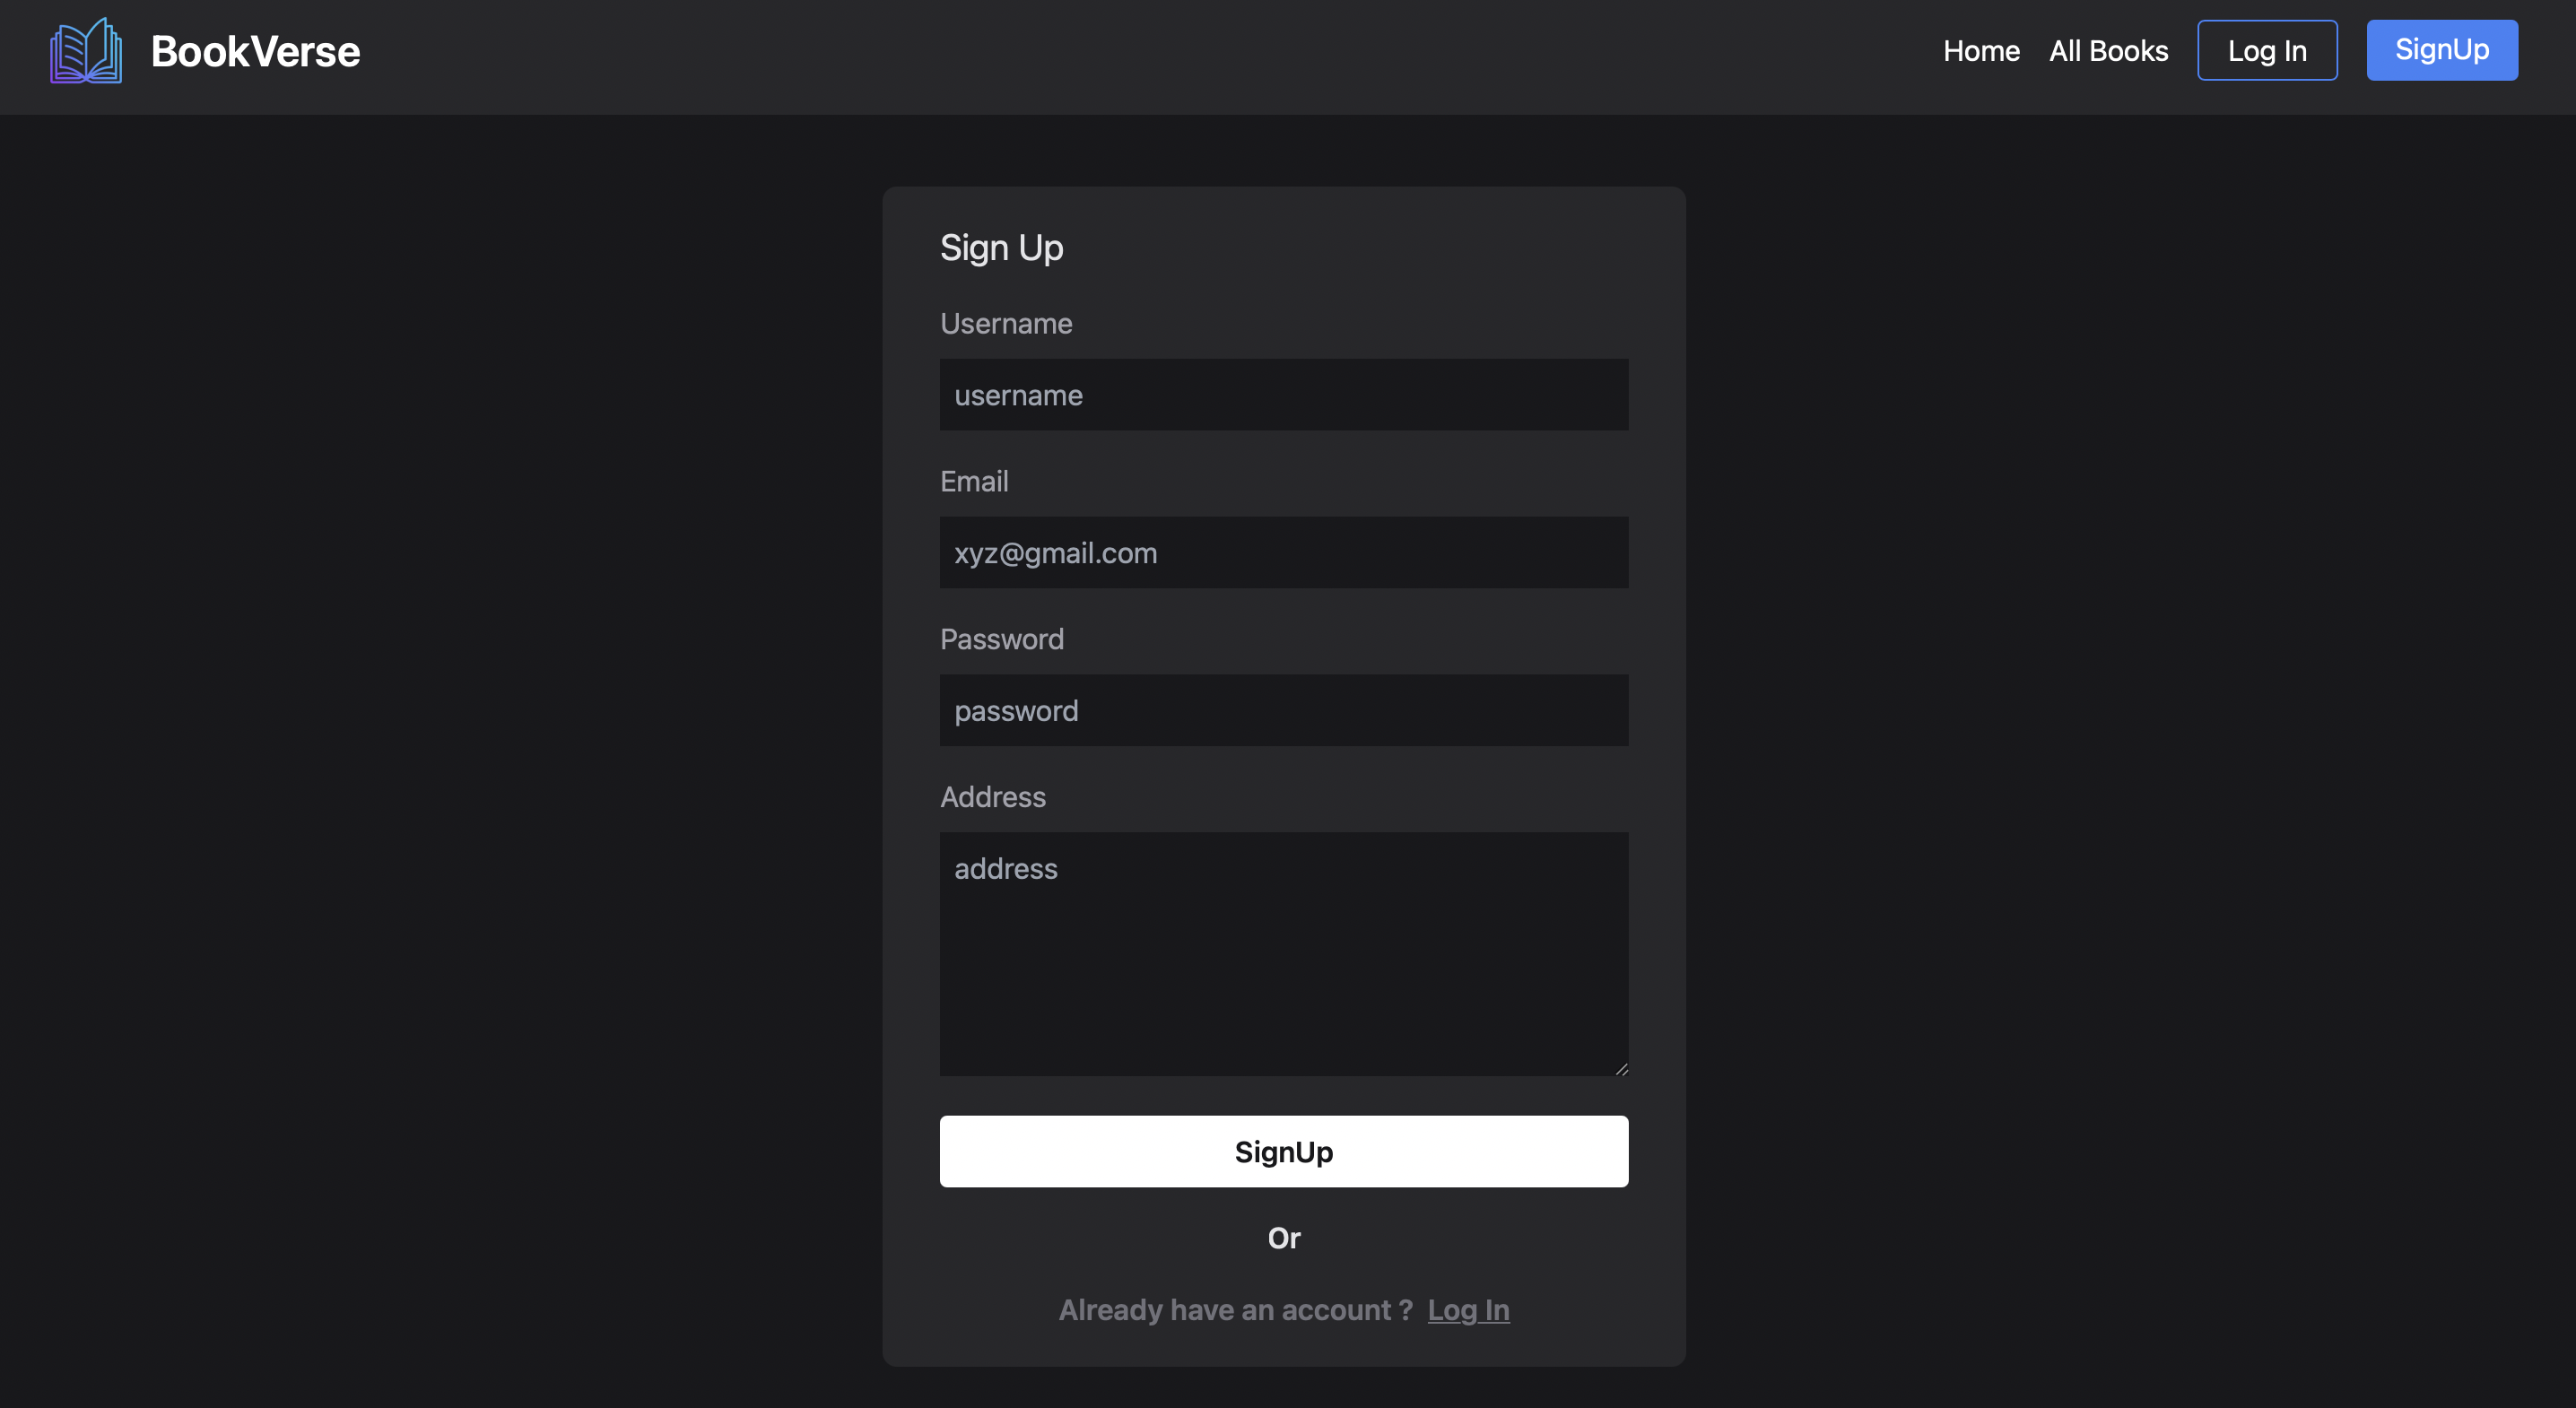 BookVerse
Home All Books Log In SignUp
Sign Up
Username
username
Email
xyz@gmail.com
Password
password
Address
address
SignUp
Or
Already have an account ? Log In